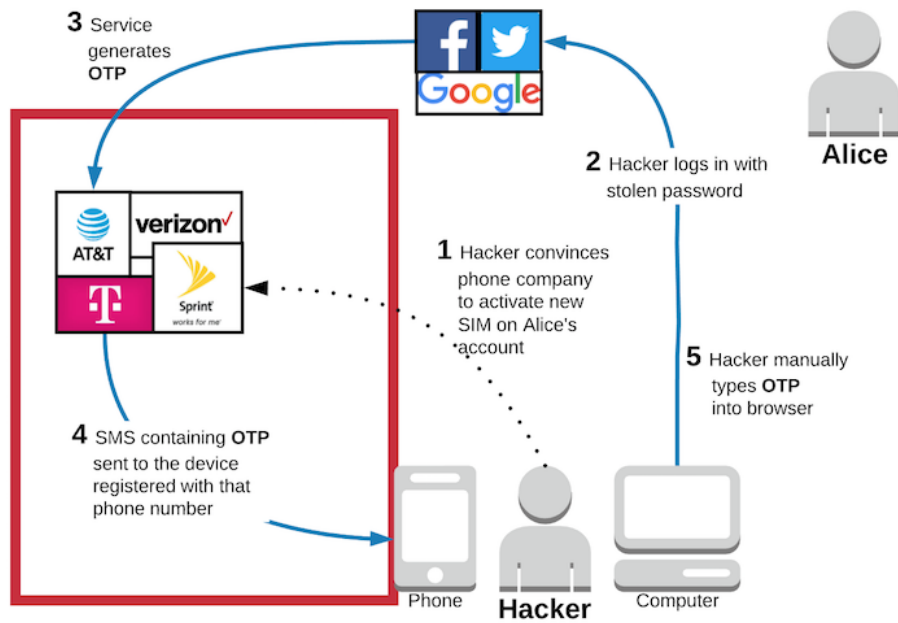 3 Service
generates
OTP
f
Google
Alice
2 Hacker logs in with
stolen password
AT&T
verizon✓
T
Sprint
works for me
1 Hacker convinces
phone company
to activate new
SIM on Alice's
account
5 Hacker manually
types OTP
into browser
4 SMS containing OTP
sent to the device
registered with that
phone number
Phone
Hacker
Computer